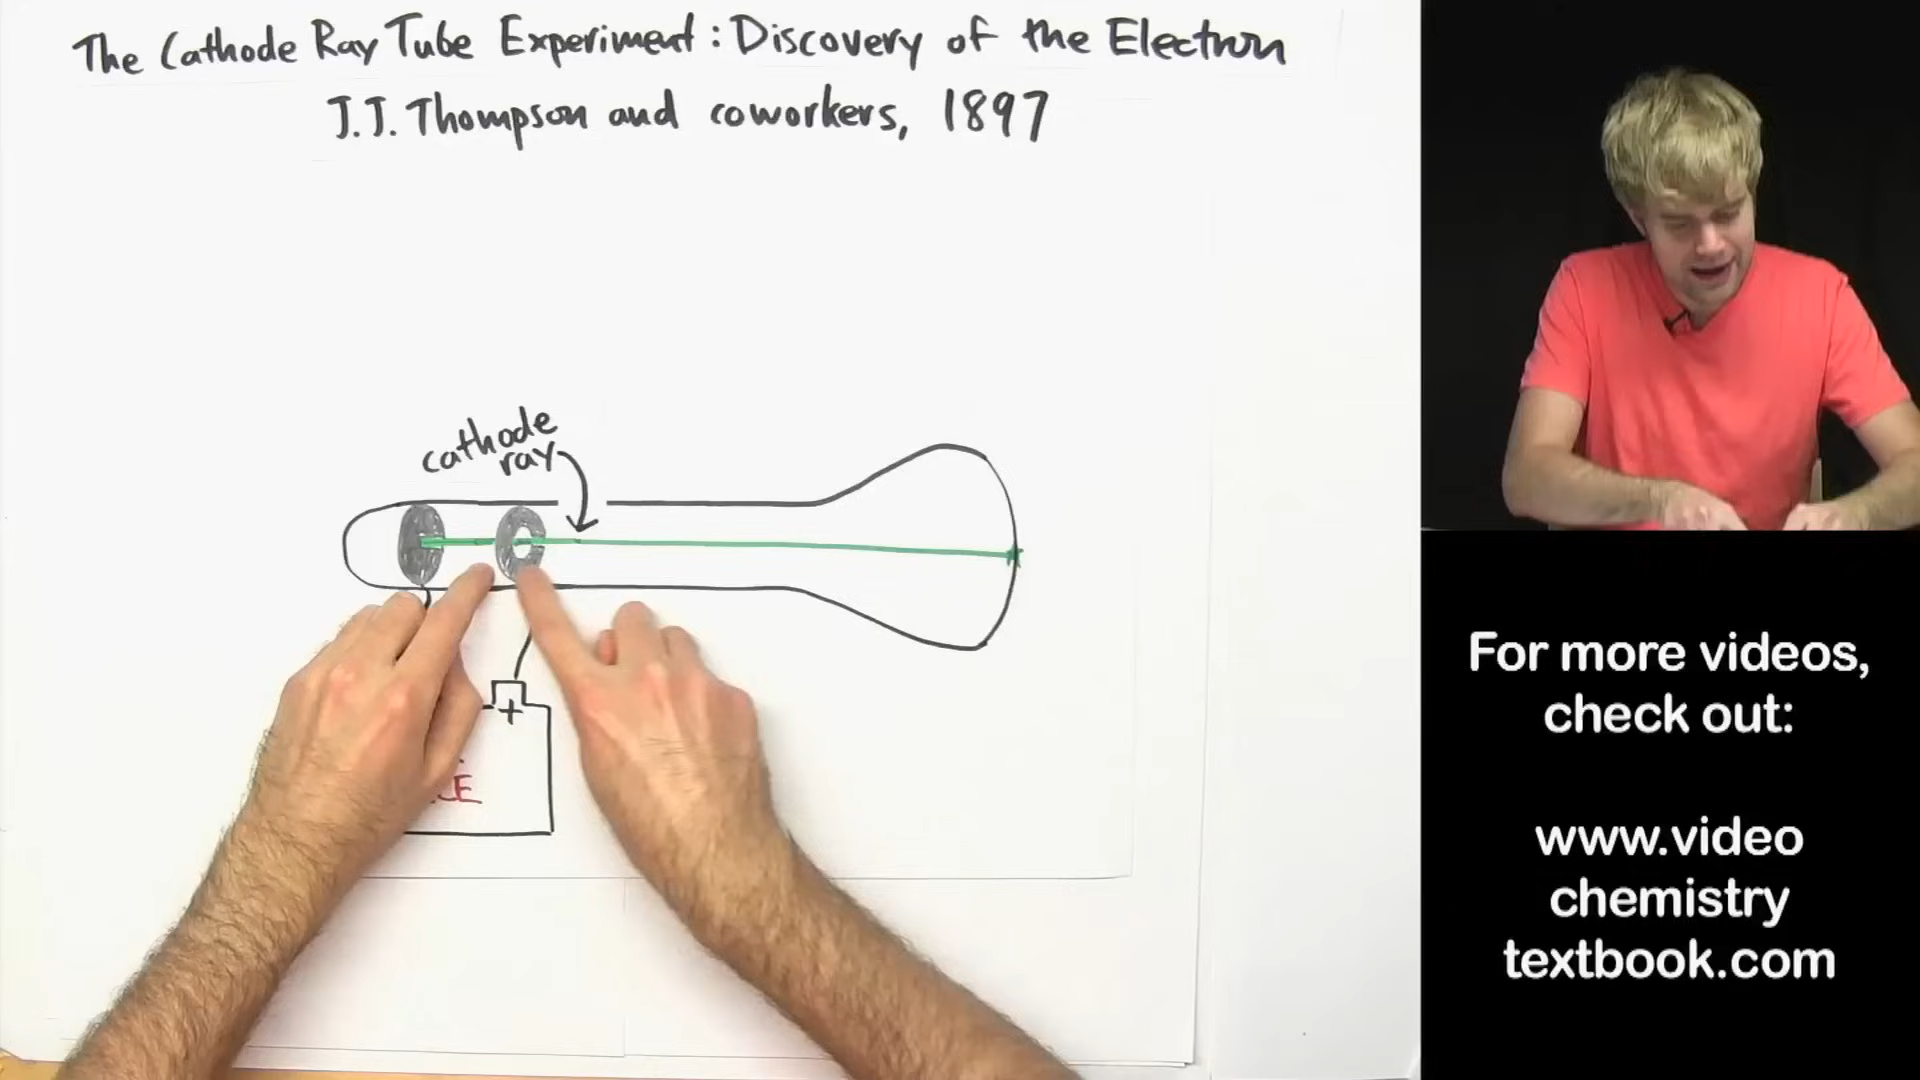 The Cathode Ray Tube Experiment: Discovery of the Electron
J.J. Thompson and coworkers, 1897
cathode
ray
+
For more videos,
check out:
www.video
chemistry
textbook.com